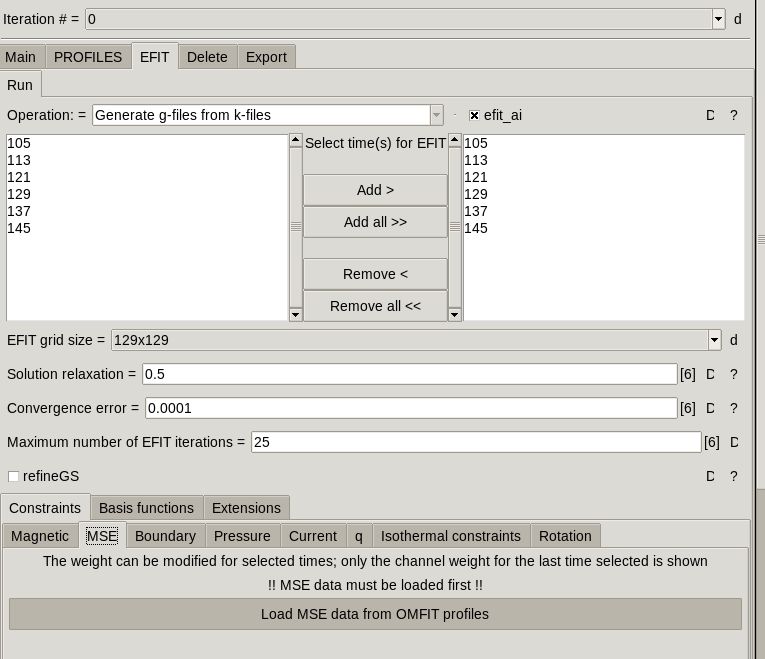 Iteration # = 0 d
Main PROFILES EFIT Delete Export
Run
Operation: = Generate g-files from k-files efit_ai D ?
105 Select time(s) for EFIT 105
113 113
121 121
Add >
129 129
137 137
Add all >>
145 145
Remove <
Remove all <<
EFIT grid size = 129x129 d
Solution relaxation = 0.5 [6] D ?
Convergence error = 0.0001 [6] D ?
Maximum number of EFIT iterations = 25 [6] D
refineGS D ?
Constraints Basis functions Extensions
Magnetic MSE Boundary Pressure Current q Isothermal constraints Rotation
The weight can be modified for selected times; only the channel weight for the last time selected is shown
!! MSE data must be loaded first !!
Load MSE data from OMFIT profiles